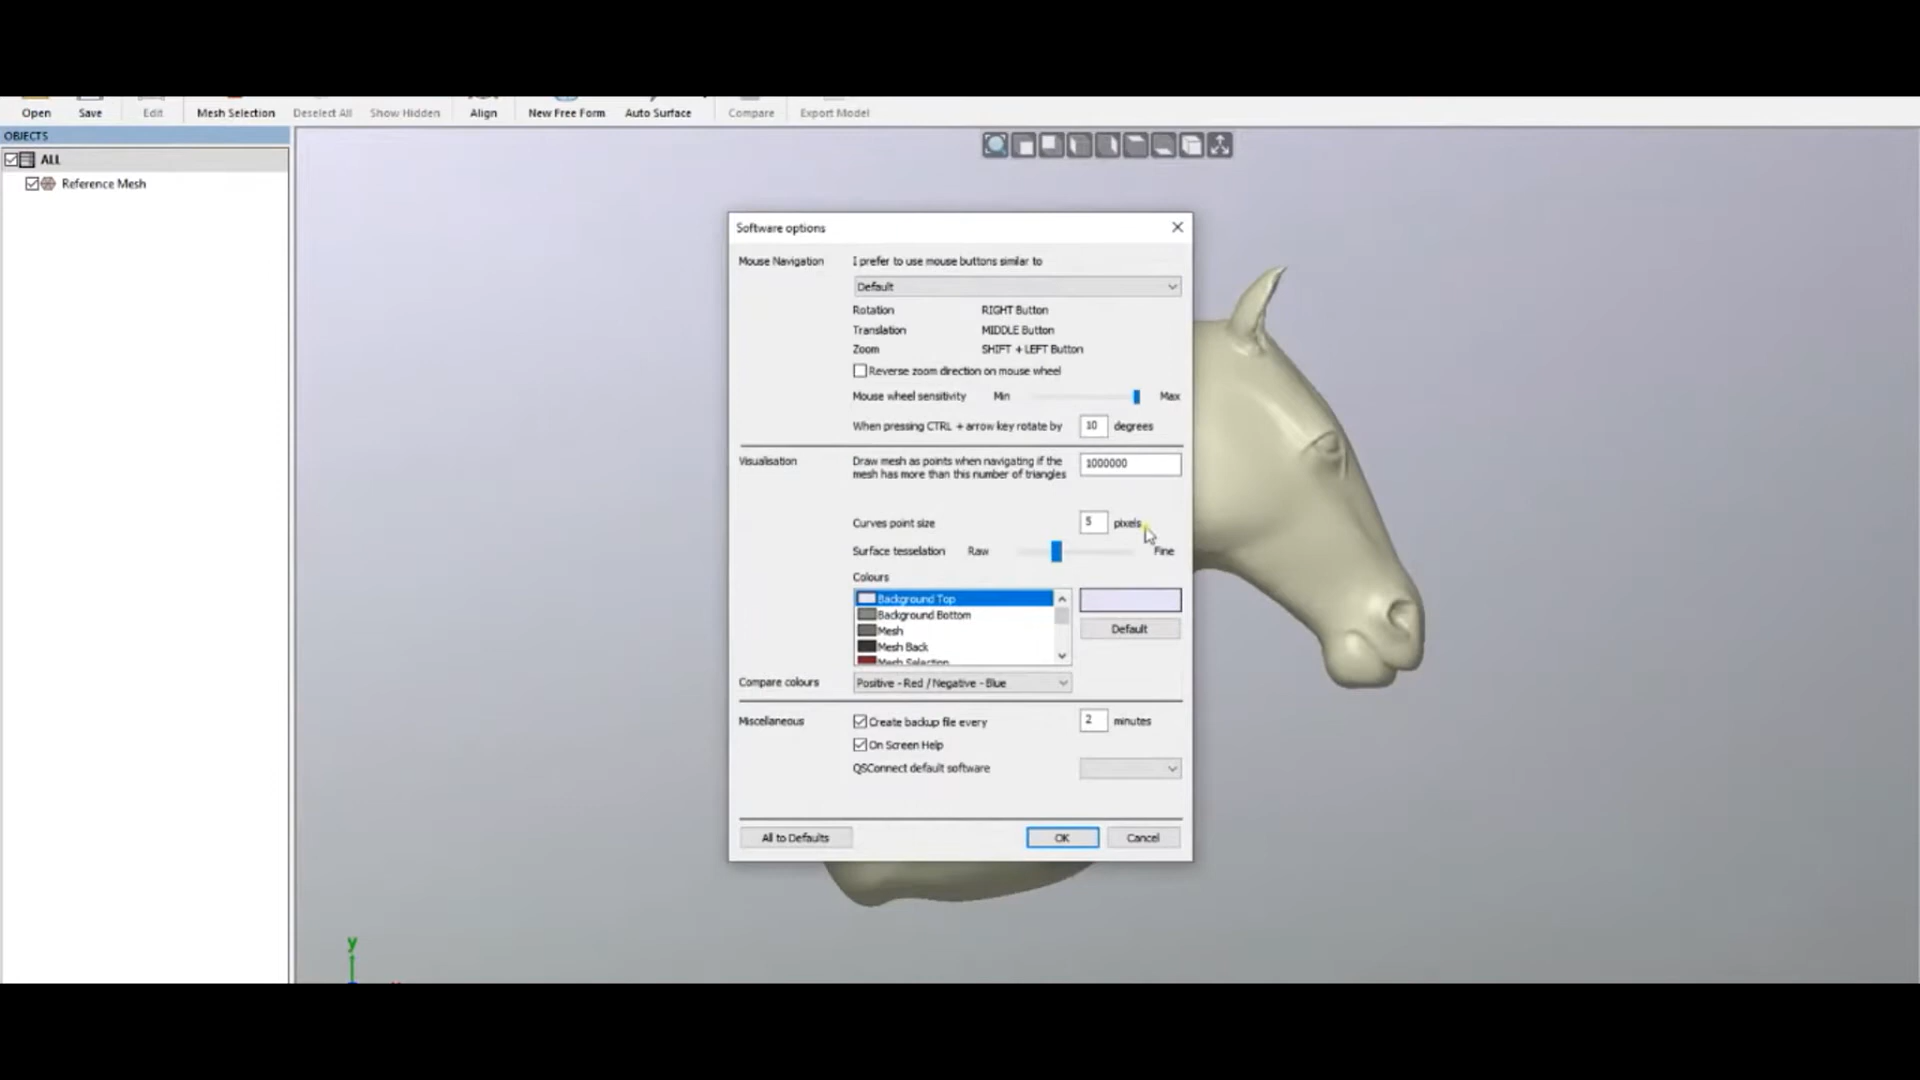 Open Save Edit Mesh Selection Deselect All Show Hidden Align New Free Form Auto Surface Compare Export Model
OBJECTS
ALL
Reference Mesh
Software options
Mouse Navigation I prefer to use mouse buttons similar to
Default
Rotation RIGHT Button
Translation MIDDLE Button
Zoom SHIFT + LEFT Button
Reverse zoom direction on mouse wheel
Mouse wheel sensitivity Min Max
When pressing CTRL + arrow key rotate by 10 degrees
Visualisation Draw mesh as points when navigating if the 1000000
mesh has more than this number of triangles
Curves point size 5 pixels
Surface tesselation Raw Fine
Colours
Background Top
Background Bottom
Default
Mesh
Mesh Back
Mesh Selection
Compare colours Positive - Red / Negative - Blue
Miscellaneous Create backup file every 2 minutes
On Screen Help
QSConnect default software
All to Defaults OK Cancel
y